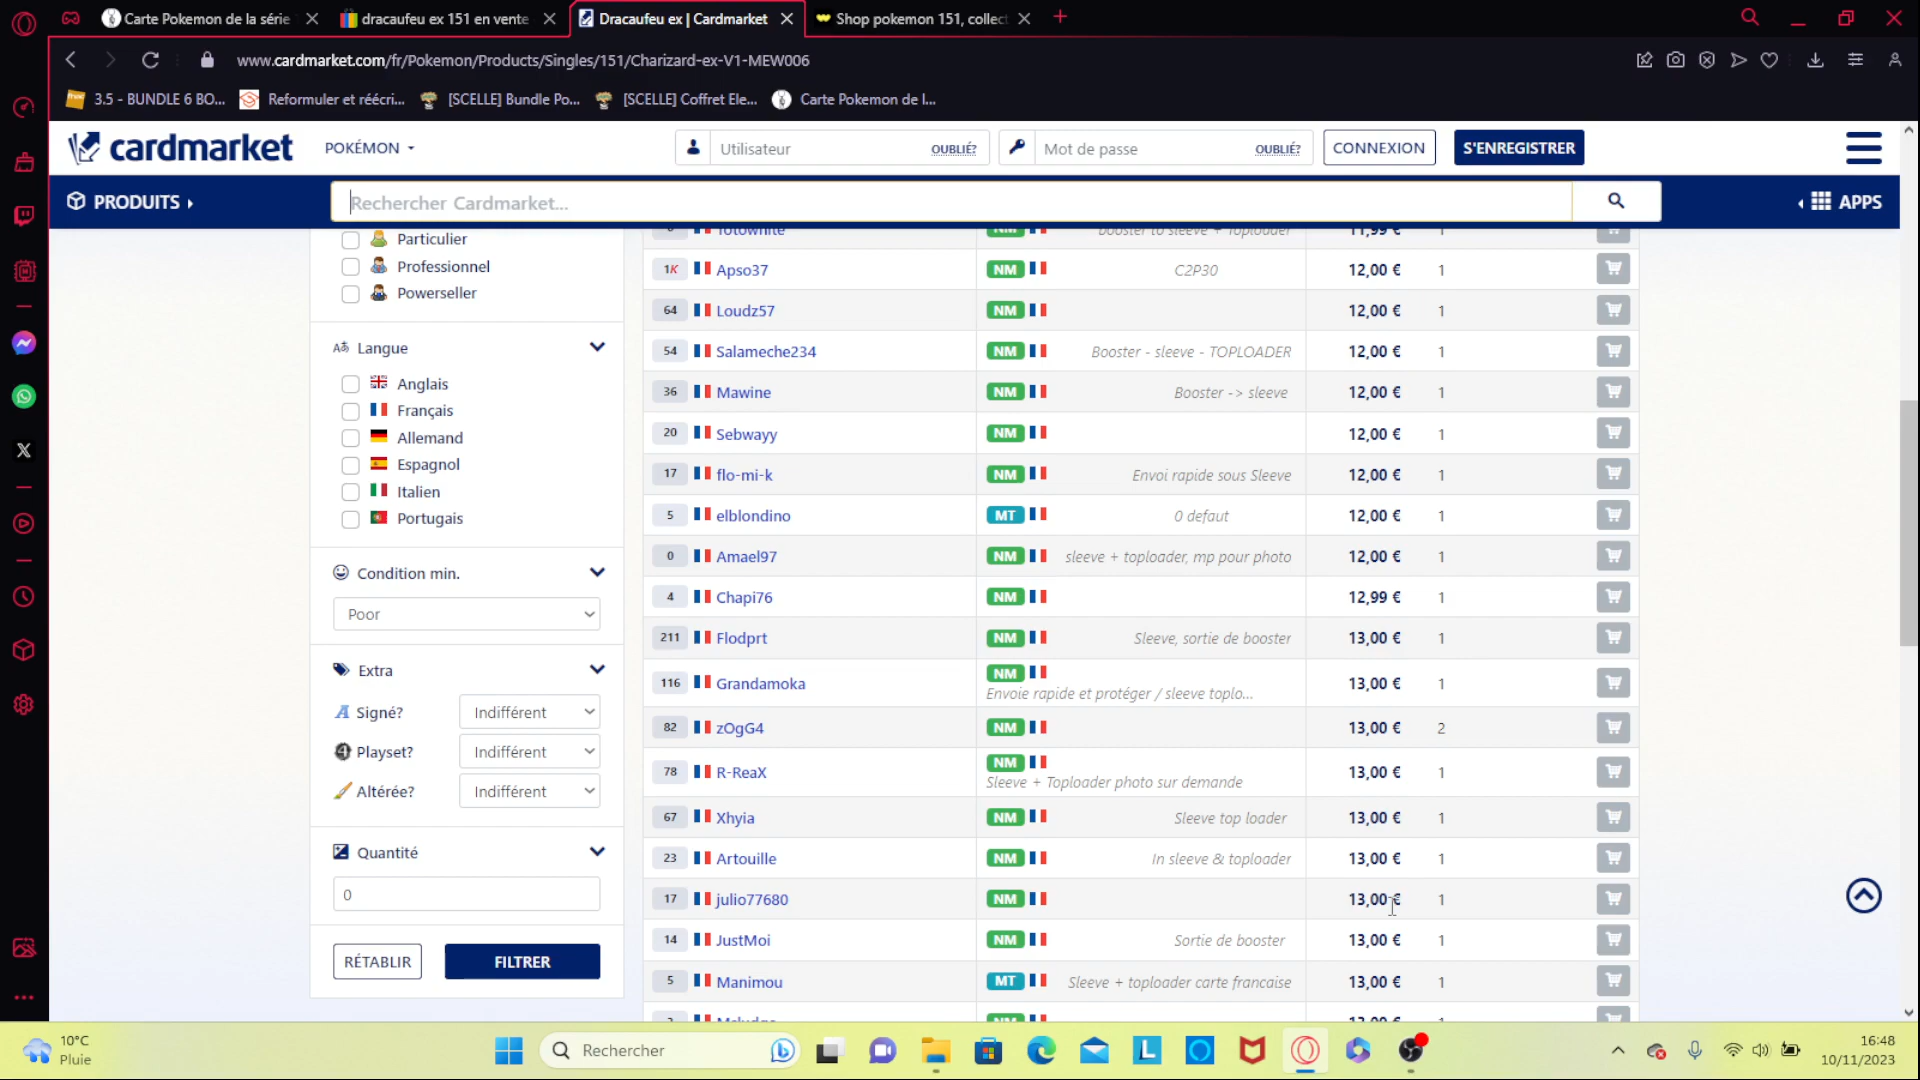 Carte Pokemon de la série
dracaufeu ex 151 en vente
Dracaufeu ex | Cardmarket
Shop pokemon 151, collect
www.cardmarket.com/fr/Pokemon/Products/Singles/151/Charizard-ex-V1-MEW006
3.5 - BUNDLE 6 BO...
Reformuler et réécri...
[SCELLE] Bundle Po...
[SCELLE] Coffret Ele...
Carte Pokemon de l...
cardmarket
POKÉMON
Utilisateur OUBLIÉ?
Mot de passe OUBLIÉ?
CONNEXION
S'ENREGISTRER
PRODUITS
Rechercher Cardmarket...
APPS
Particulier
Professionnel
Powerseller
Langue
Anglais
Français
Allemand
Espagnol
Italien
Portugais
Condition min.
Poor
Extra
Signé? Indifférent
Playset? Indifférent
Altérée? Indifférent
Quantité
0
RÉTABLIR FILTRER
11,99 € 1
1K Apso37 NM C2P30 12,00 € 1
64 Loudz57 NM 12,00 € 1
54 Salameche234 NM Booster - sleeve - TOPLOADER 12,00 € 1
36 Mawine NM Booster -> sleeve 12,00 € 1
20 Sebwayy NM 12,00 € 1
17 flo-mi-k NM Envoi rapide sous Sleeve 12,00 € 1
5 elblondino MT 0 defaut 12,00 € 1
0 Amael97 NM sleeve + toploader, mp pour photo 12,00 € 1
4 Chapi76 NM 12,99 € 1
211 Flodprt NM Sleeve, sortie de booster 13,00 € 1
116 Grandamoka NM 13,00 € 1
Envoie rapide et protéger / sleeve toplo...
82 zOgG4 NM 13,00 € 2
78 R-ReaX NM 13,00 € 1
Sleeve + Toploader photo sur demande
67 Xhyia NM Sleeve top loader 13,00 € 1
23 Artouille NM In sleeve & toploader 13,00 € 1
17 julio77680 NM 13,00 € 1
14 JustMoi NM Sortie de booster 13,00 € 1
5 Manimou MT Sleeve + toploader carte francaise 13,00 € 1
10°C
Pluie
Rechercher
16:48
10/11/2023